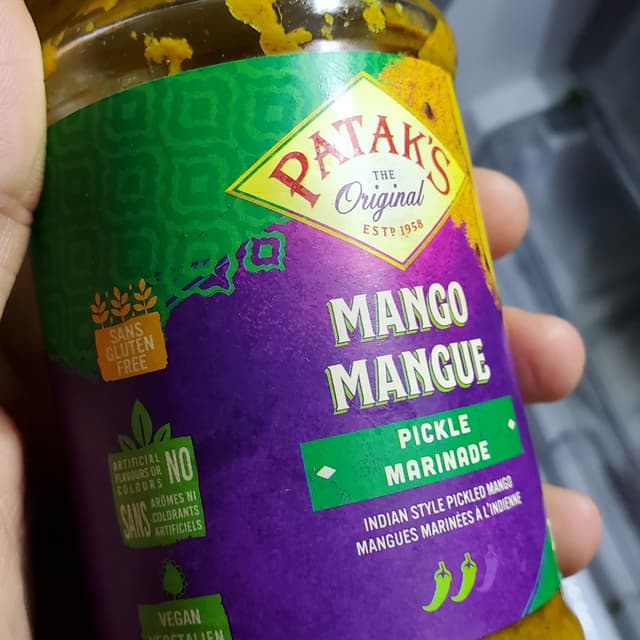 PATAK'S
THE
Original
ESTD 1958
MANGO
MANGUE
PICKLE
MARINADE
INDIAN STYLE PICKLED MANGO
MANGUES MARINÉES À L'INDIENNE
SANS
GLUTEN
FREE
ARTIFICIAL
FLAVOURS OR
COLOURS
NO
SANS
ARÔMES NI
COLORANTS
ARTIFICIELS
VEGAN
VÉGÉTALIEN